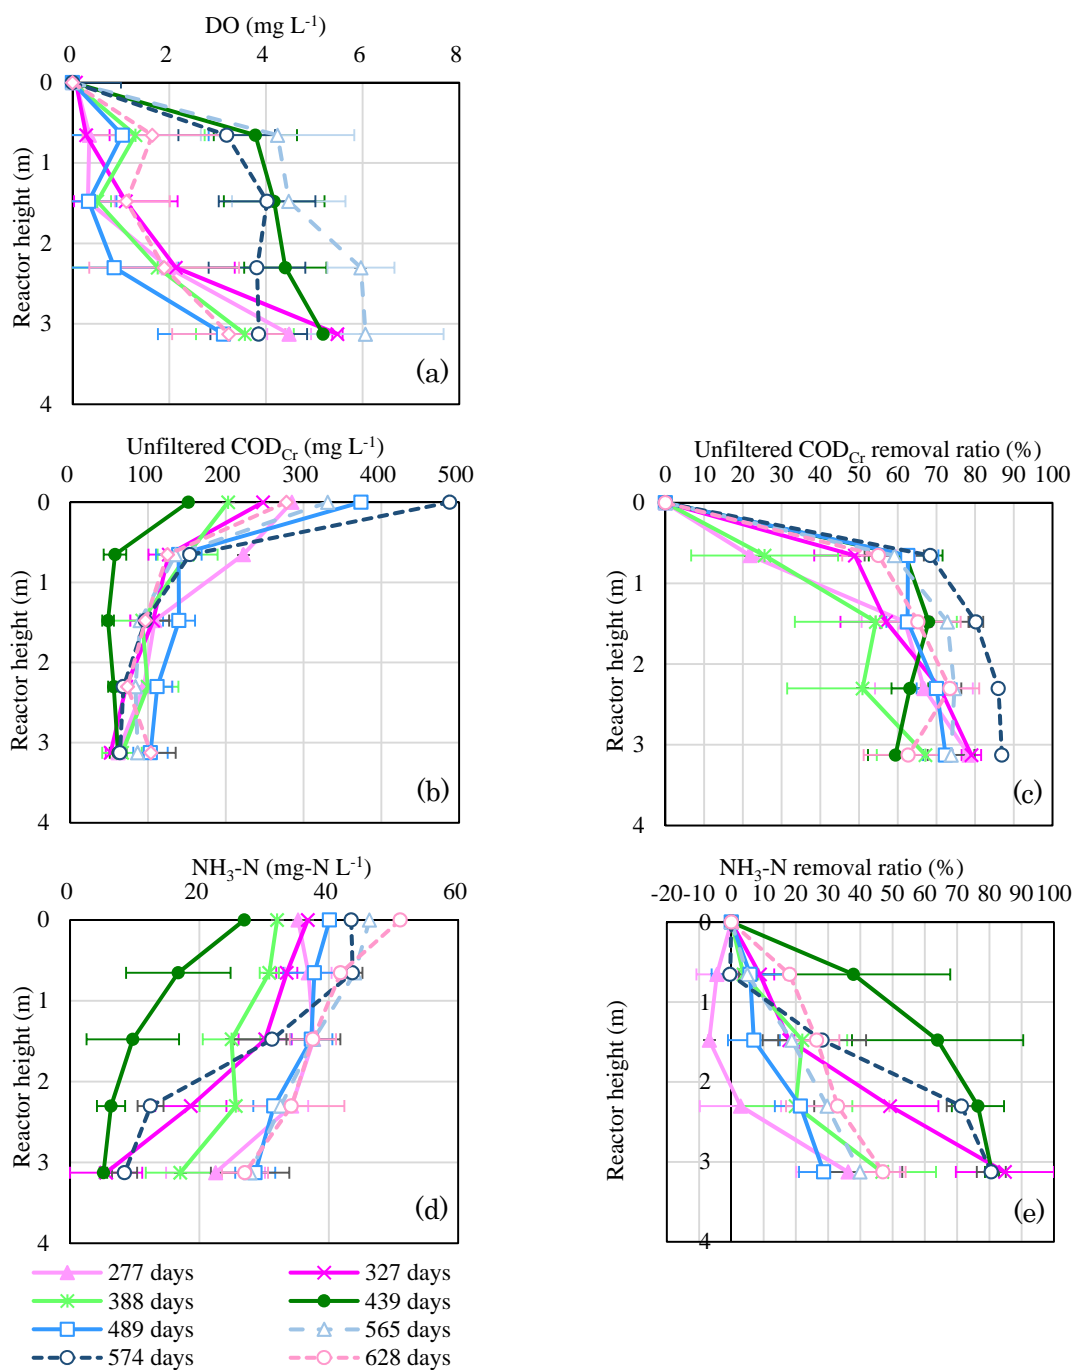 DO (mg L-1)
0 2 4 6 8
0
1
2
3
4
Reactor height (m)
(a)
Unfiltered CODCr (mg L-1)
0 100 200 300 400 500
0
1
2
3
4
Reactor height (m)
(b)
Unfiltered CODCr removal ratio (%)
0 10 20 30 40 50 60 70 80 90 100
0
1
2
3
4
Reactor height (m)
(c)
NH3-N (mg-N L-1)
0 20 40 60
0
1
2
3
4
Reactor height (m)
(d)
NH3-N removal ratio (%)
-20 -10 0 10 20 30 40 50 60 70 80 90 100
0
1
2
3
4
Reactor height (m)
(e)
277 days 327 days
388 days 439 days
489 days 565 days
574 days 628 days